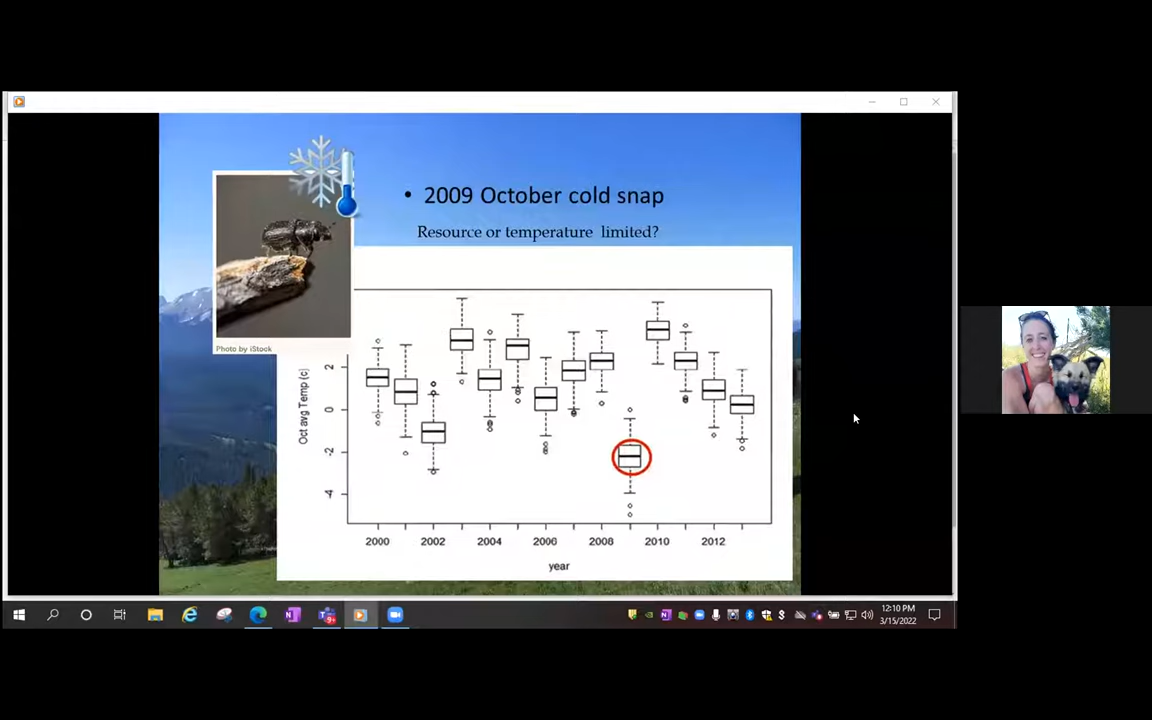 • 2009 October cold snap
Resource or temperature limited?
Photo by iStock
Oct avg Temp (c)
2
0
-2
-4
2000 2002 2004 2006 2008 2010 2012
year
9+
12:10 PM
3/15/2022